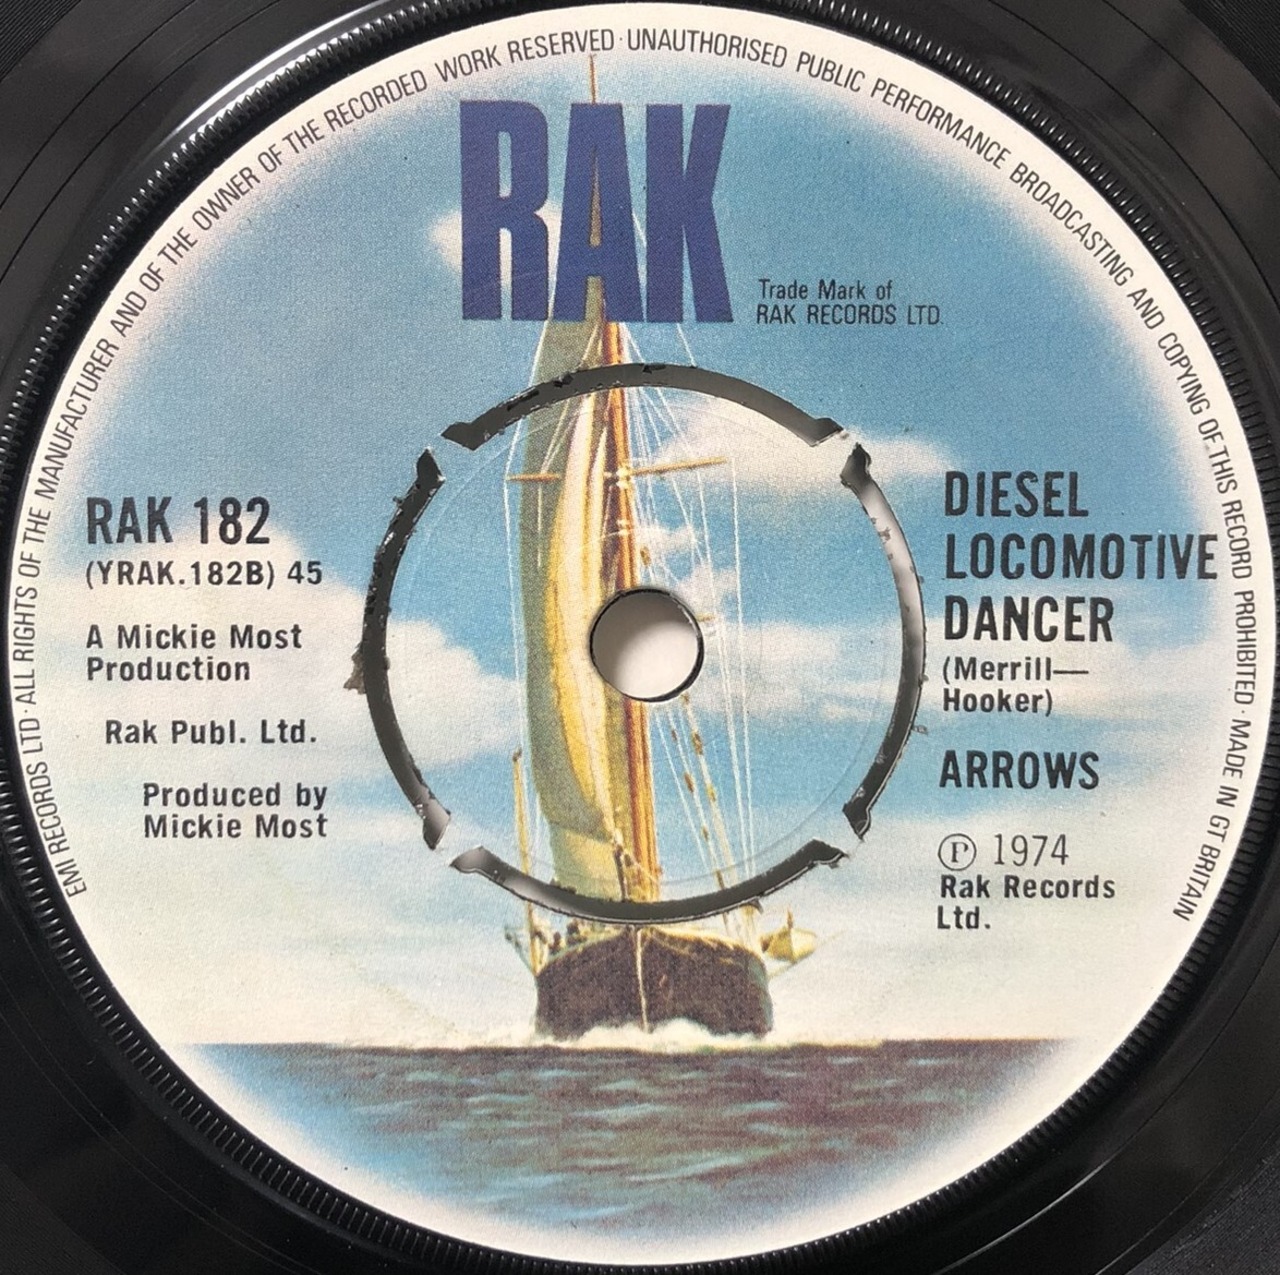 EMI RECORDS LTD · ALL RIGHTS OF THE MANUFACTURER AND OF THE OWNER OF THE RECORDED WORK RESERVED · UNAUTHORISED PUBLIC PERFORMANCE BROADCASTING AND COPYING OF THIS RECORD PROHIBITED · MADE IN GT BRITAIN
RAK
Trade Mark of
RAK RECORDS LTD.
RAK 182
(YRAK.182B) 45
A Mickie Most
Production
Rak Publ. Ltd.
Produced by
Mickie Most
DIESEL
LOCOMOTIVE
DANCER
(Merrill—
Hooker)
ARROWS
Ⓟ 1974
Rak Records
Ltd.